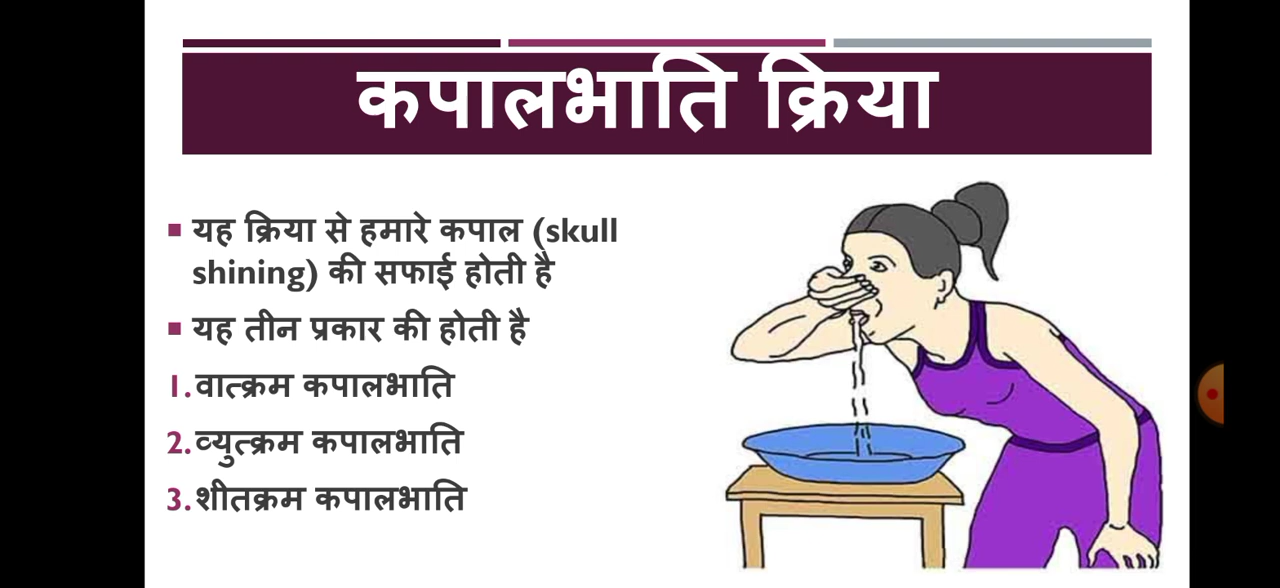 कपालभाति क्रिया
यह क्रिया से हमारे कपाल (skull
shining) की सफाई होती है
यह तीन प्रकार की होती है
1. वात्क्रम कपालभाति
2. व्युत्क्रम कपालभाति
3. शीतक्रम कपालभाति